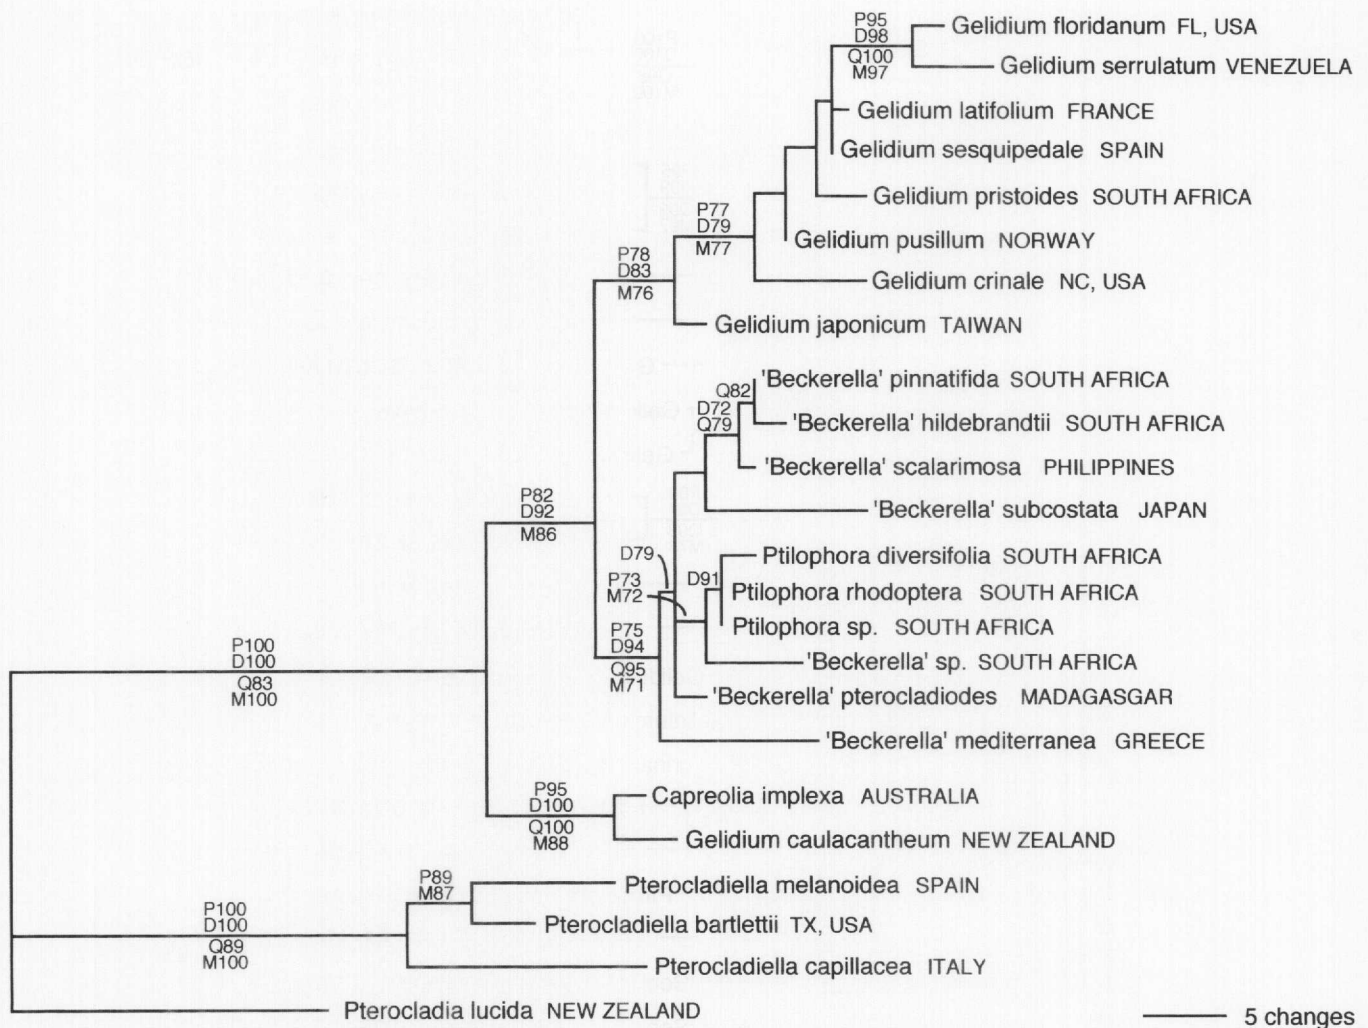 P95
D98
Q100
M97
Gelidium floridanum FL, USA
Gelidium serrulatum VENEZUELA
Gelidium latifolium FRANCE
Gelidium sesquipedale SPAIN
Gelidium pristoides SOUTH AFRICA
P77
D79
M77
Gelidium pusillum NORWAY
P78
D83
M76
Gelidium crinale NC, USA
Gelidium japonicum TAIWAN
'Beckerella' pinnatifida SOUTH AFRICA
Q82
D72
Q79
'Beckerella' hildebrandtii SOUTH AFRICA
'Beckerella' scalarimosa PHILIPPINES
P82
D92
M86
'Beckerella' subcostata JAPAN
D79
Ptilophora diversifolia SOUTH AFRICA
P73
M72
D91
Ptilophora rhodoptera SOUTH AFRICA
Ptilophora sp. SOUTH AFRICA
P75
D94
Q95
M71
'Beckerella' sp. SOUTH AFRICA
P100
D100
Q83
M100
'Beckerella' pterocladiodes MADAGASGAR
'Beckerella' mediterranea GREECE
P95
D100
Q100
M88
Capreolia implexa AUSTRALIA
Gelidium caulacantheum NEW ZEALAND
P89
M87
Pterocladiella melanoidea SPAIN
P100
D100
Q89
M100
Pterocladiella bartlettii TX, USA
Pterocladiella capillacea ITALY
Pterocladia lucida NEW ZEALAND
5 changes